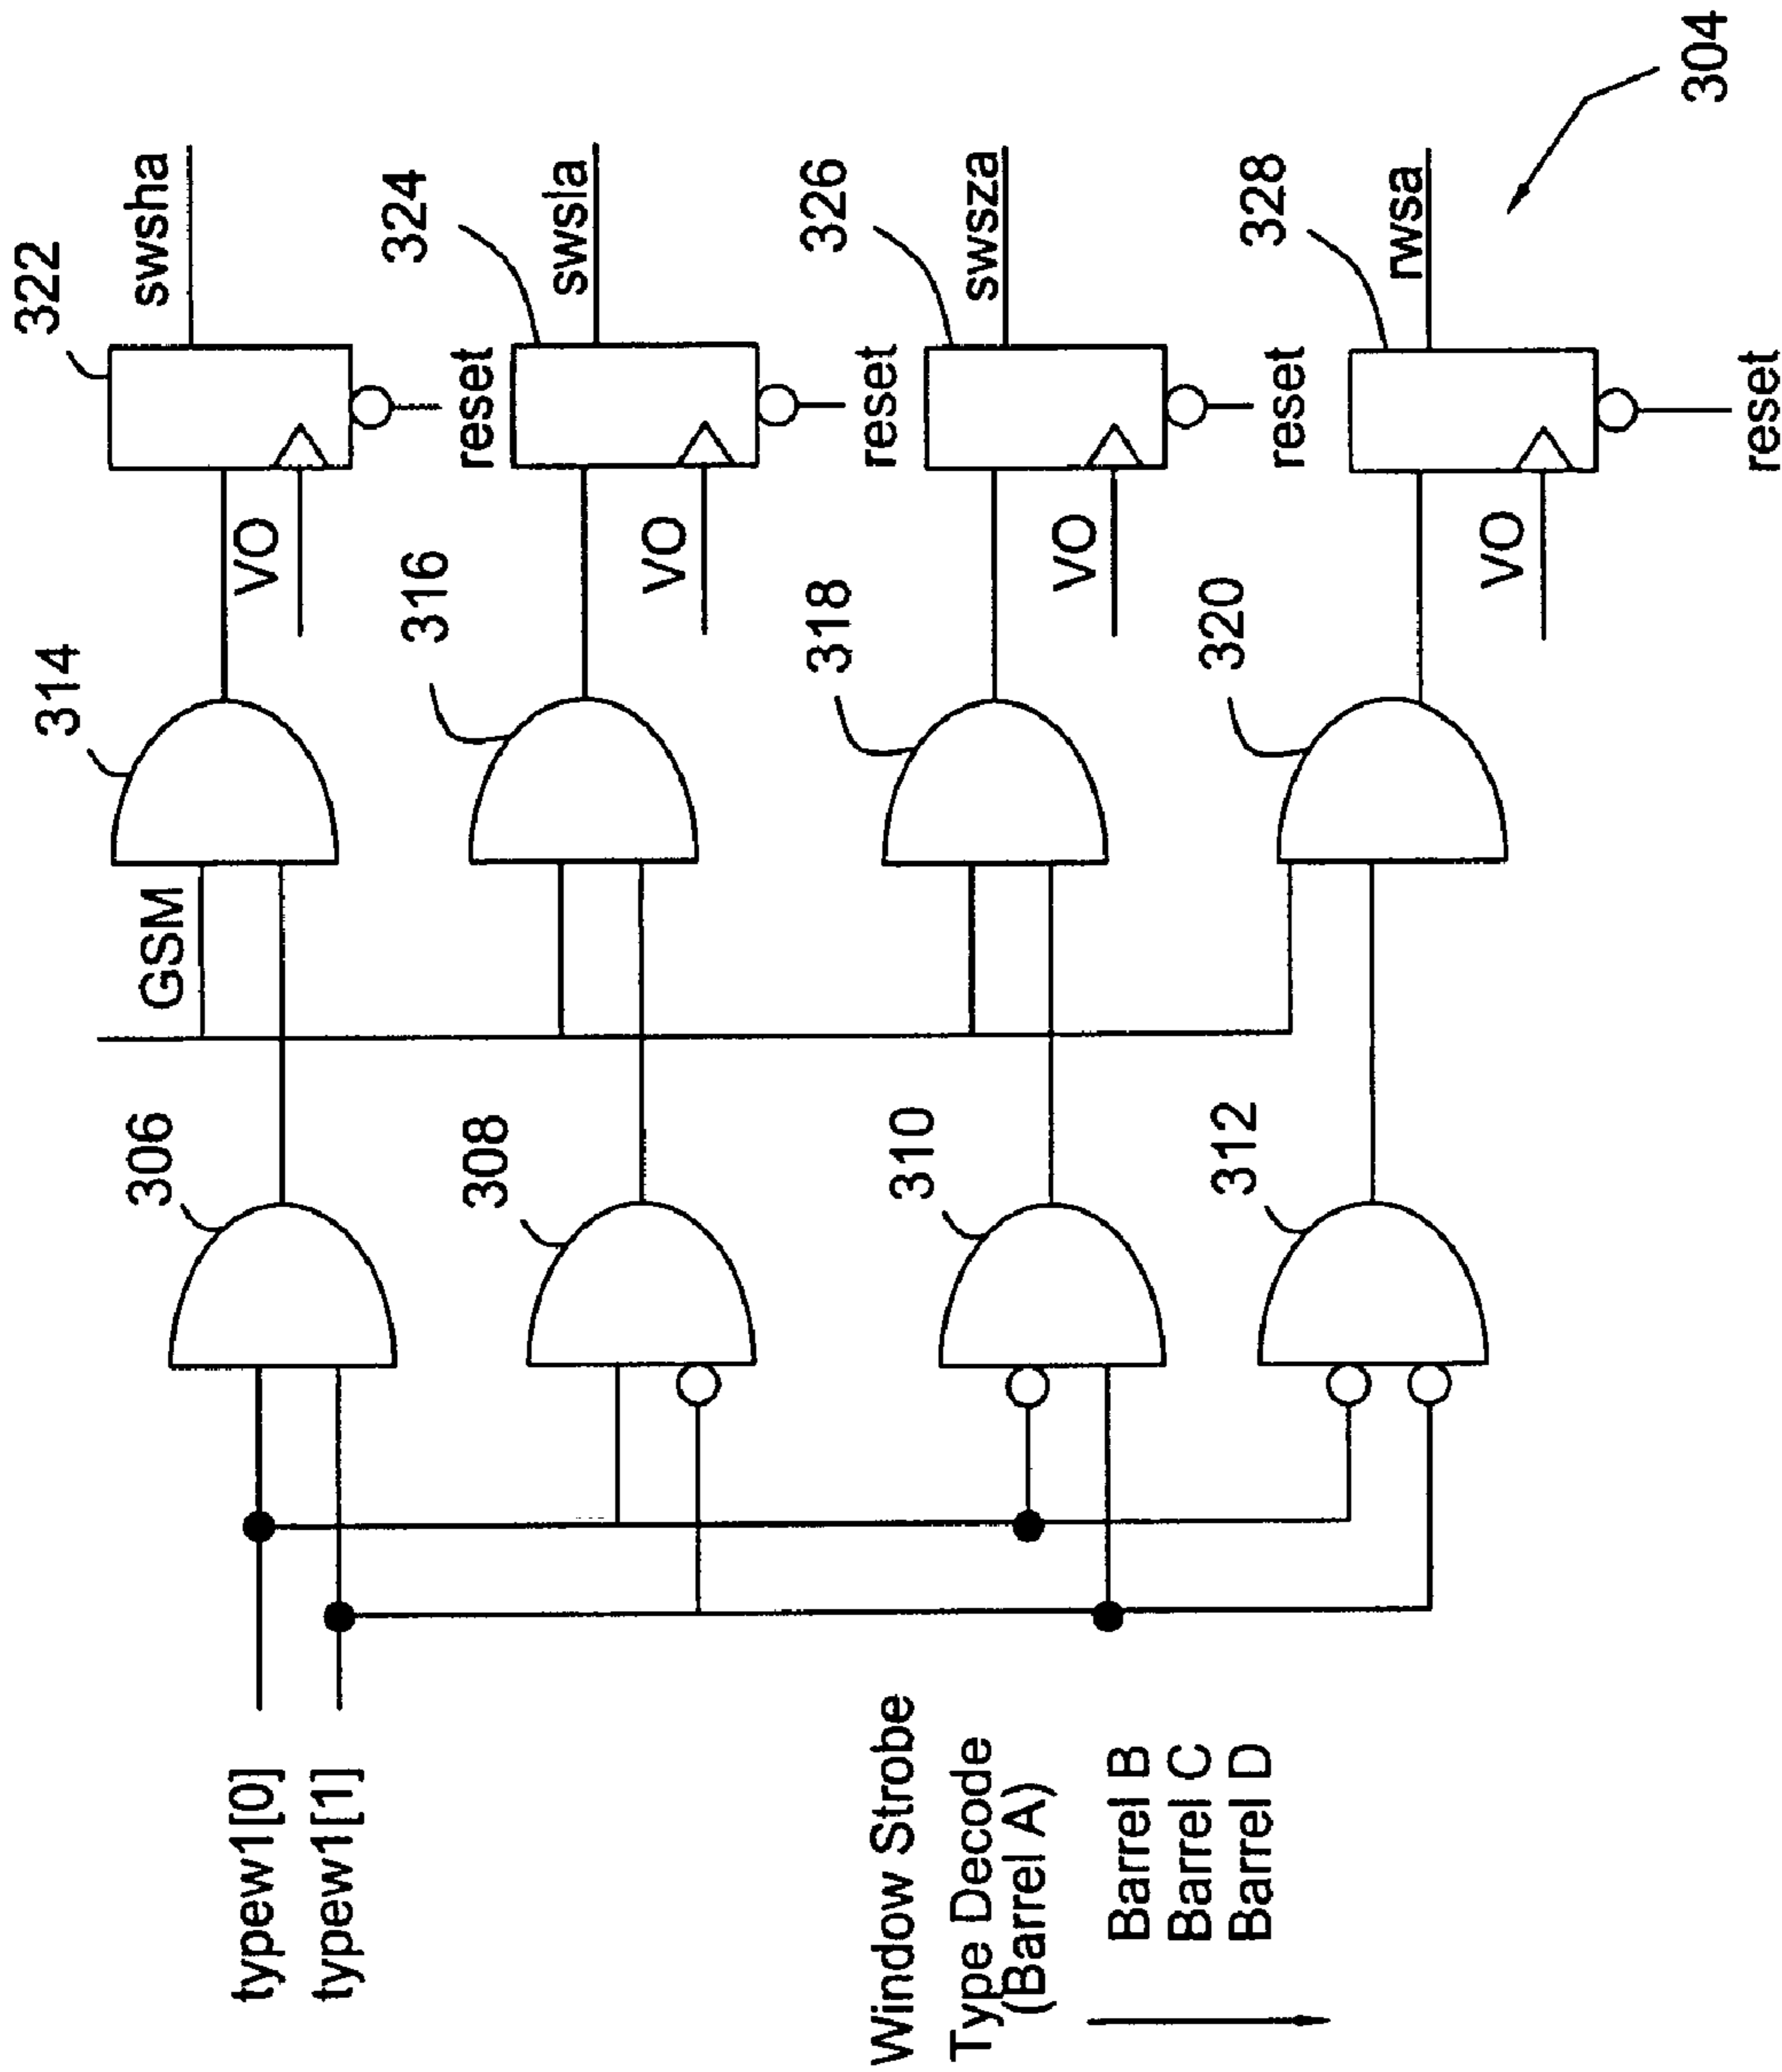 typew1[0]
typew1[1]
Window Strobe
Type Decode
(Barrel A)
Barrel B
Barrel C
Barrel D
306
308
310
312
GSM
314
316
318
320
VO
VO
VO
VO
322
324
326
328
reset
reset
reset
reset
swsha
swsla
swsza
rwsa
304